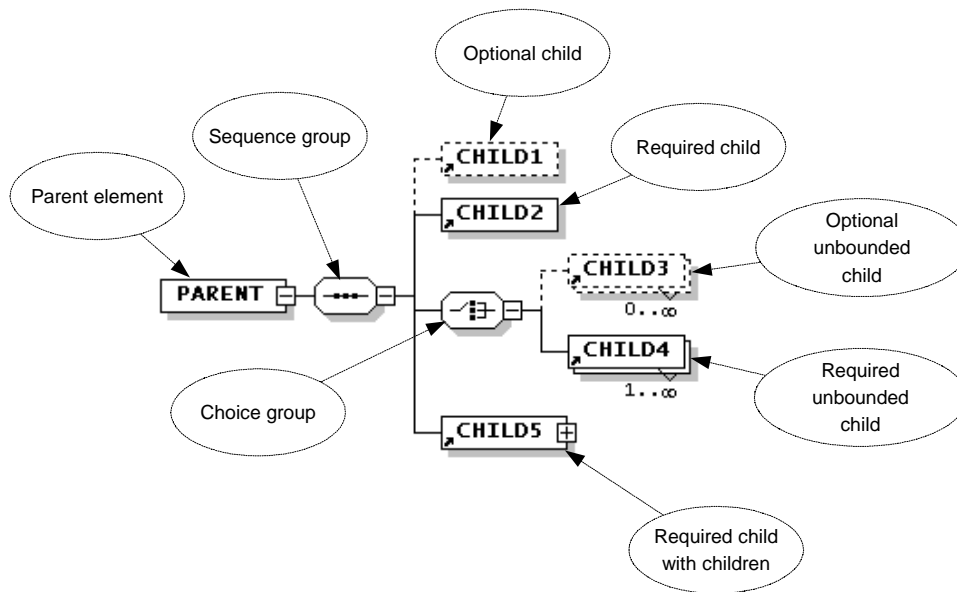 Optional child
Sequence group
Required child
CHILD1
Parent element
CHILD2
Optional
unbounded
child
CHILD3
PARENT
0..∞
CHILD4
Required
unbounded
child
1..∞
Choice group
CHILD5
Required child
with children